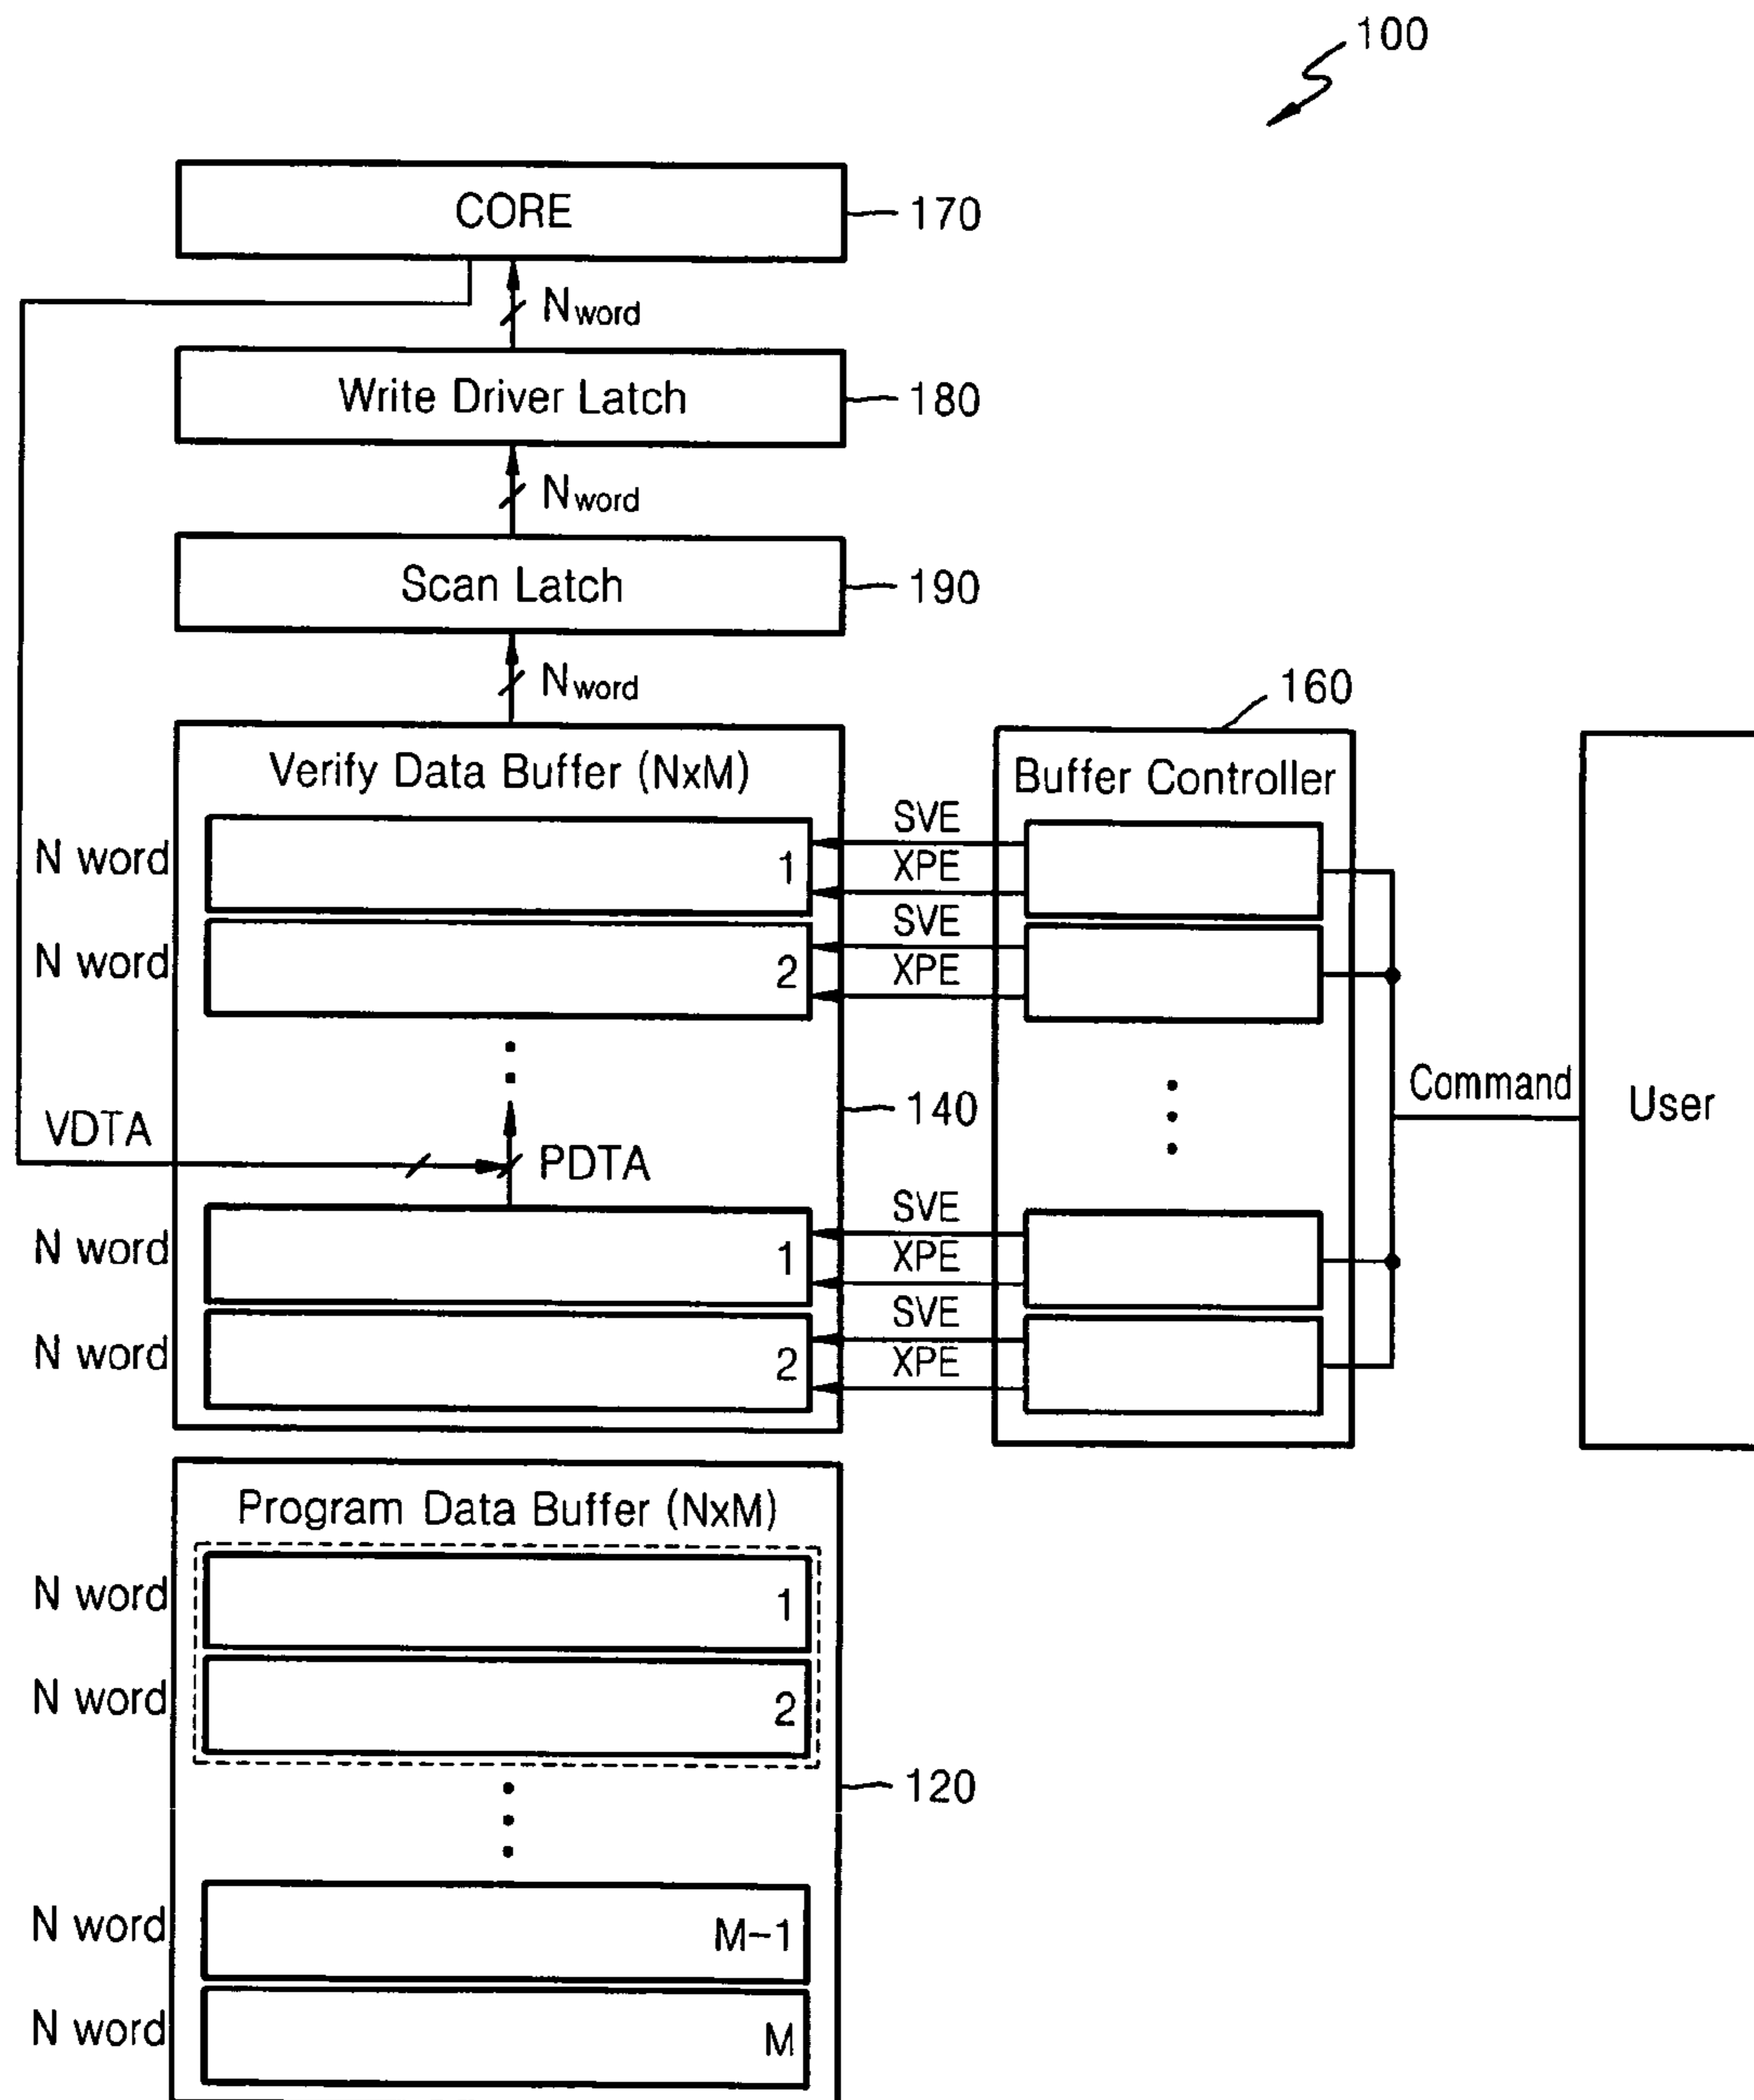 100
CORE
170
Nword
Write Driver Latch
180
Nword
Scan Latch
190
Nword
160
Verify Data Buffer (NxM)
Buffer Controller
N word
1
SVE
XPE
N word
2
SVE
XPE
140
Command
User
VDTA
PDTA
N word
1
SVE
XPE
N word
2
SVE
XPE
Program Data Buffer (NxM)
N word
1
N word
2
120
N word
M-1
N word
M